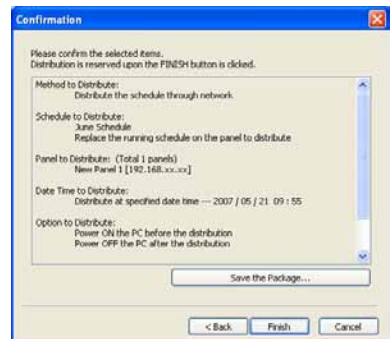 Confirmation
Please confirm the selected items.
Distribution is reserved upon the FINISH button is clicked.
Method to Distribute:
Distribute the schedule through network
Schedule to Distribute:
June Schedule
Replace the running schedule on the panel to distribute
Panel to Distribute: (Total 1 panels)
New Panel 1 [192.168.xx.xx]
Date Time to Distribute:
Distribute at specified date time --- 2007 / 05 / 21 09 : 55
Option to Distribute:
Power ON the PC before the distribution
Power OFF the PC after the distribution
Save the Package...
< Back Finish Cancel